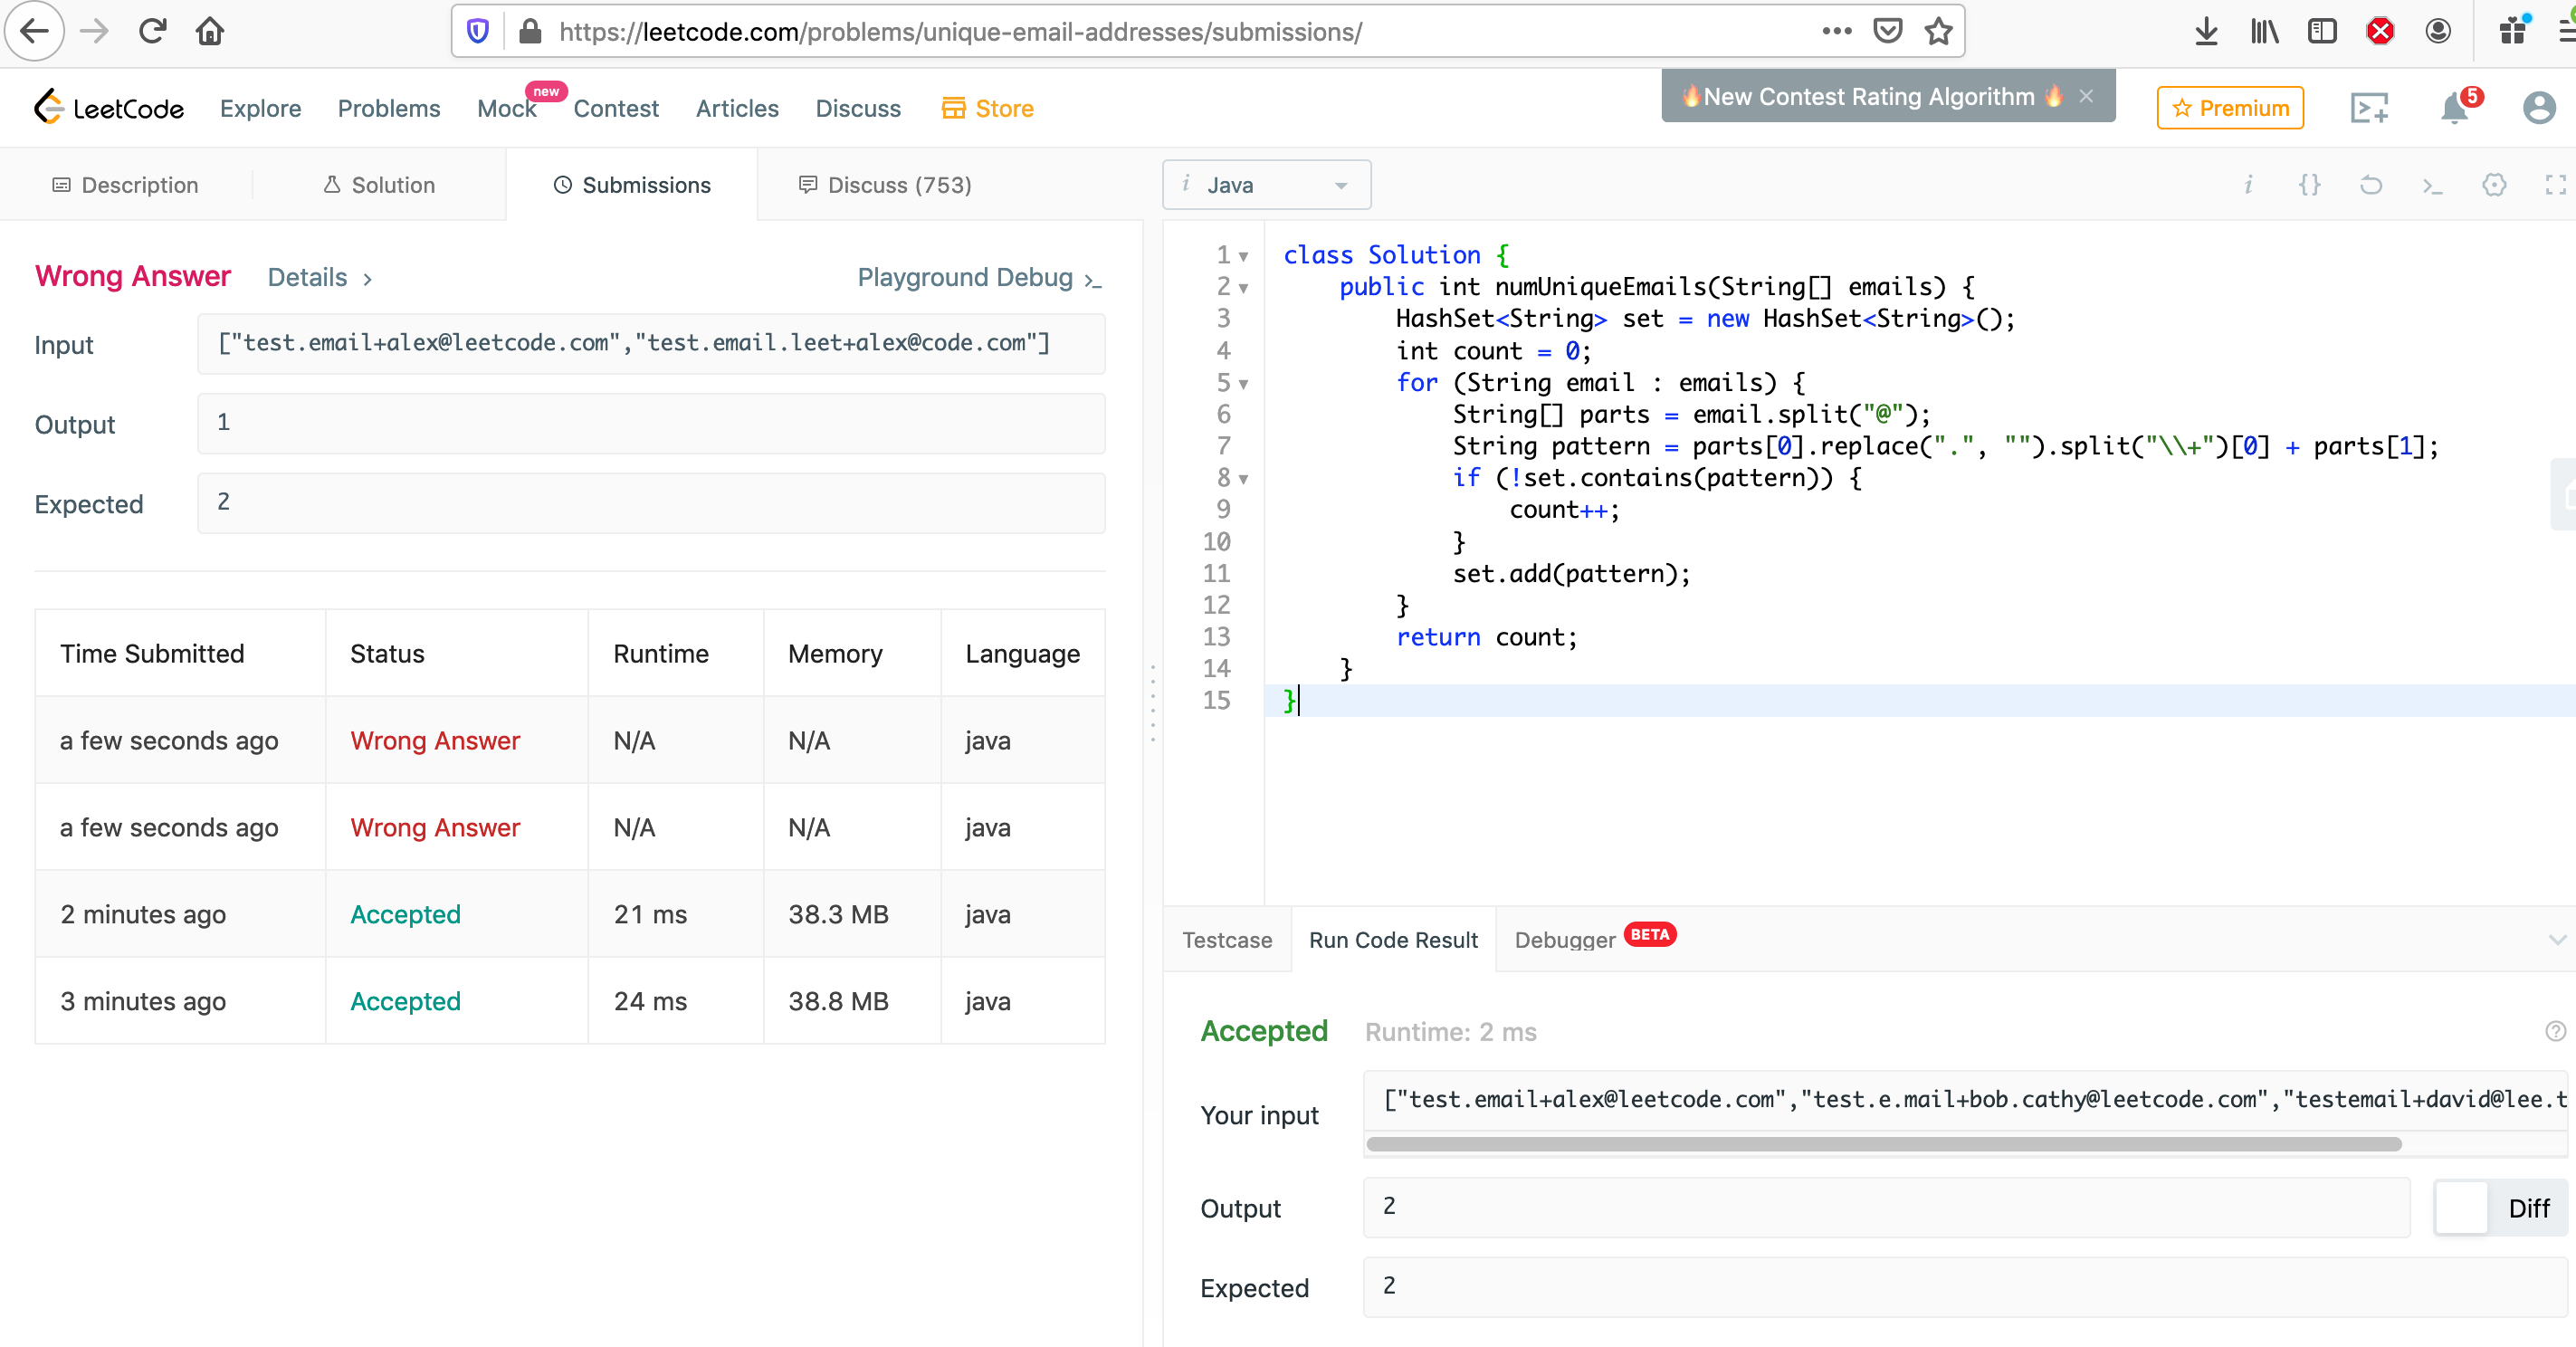 https://leetcode.com/problems/unique-email-addresses/submissions/
LeetCode
Explore
Problems
Mock
new
Contest
Articles
Discuss
Store
🔥New Contest Rating Algorithm 🔥 ×
Premium
5
Description
Solution
Submissions
Discuss (753)
i Java
Wrong Answer
Details >
Playground Debug >_
Input
["test.email+alex@leetcode.com","test.email.leet+alex@code.com"]
Output
1
Expected
2
Time Submitted Status Runtime Memory Language
a few seconds ago Wrong Answer N/A N/A java
a few seconds ago Wrong Answer N/A N/A java
2 minutes ago Accepted 21 ms 38.3 MB java
3 minutes ago Accepted 24 ms 38.8 MB java
1 class Solution {
2     public int numUniqueEmails(String[] emails) {
3         HashSet<String> set = new HashSet<String>();
4         int count = 0;
5         for (String email : emails) {
6             String[] parts = email.split("@");
7             String pattern = parts[0].replace(".", "").split("\\+")[0] + parts[1];
8             if (!set.contains(pattern)) {
9                 count++;
10             }
11             set.add(pattern);
12         }
13         return count;
14     }
15 }
Testcase
Run Code Result
Debugger BETA
Accepted
Runtime: 2 ms
Your input
["test.email+alex@leetcode.com","test.e.mail+bob.cathy@leetcode.com","testemail+david@lee.t
Output
2
Diff
Expected
2